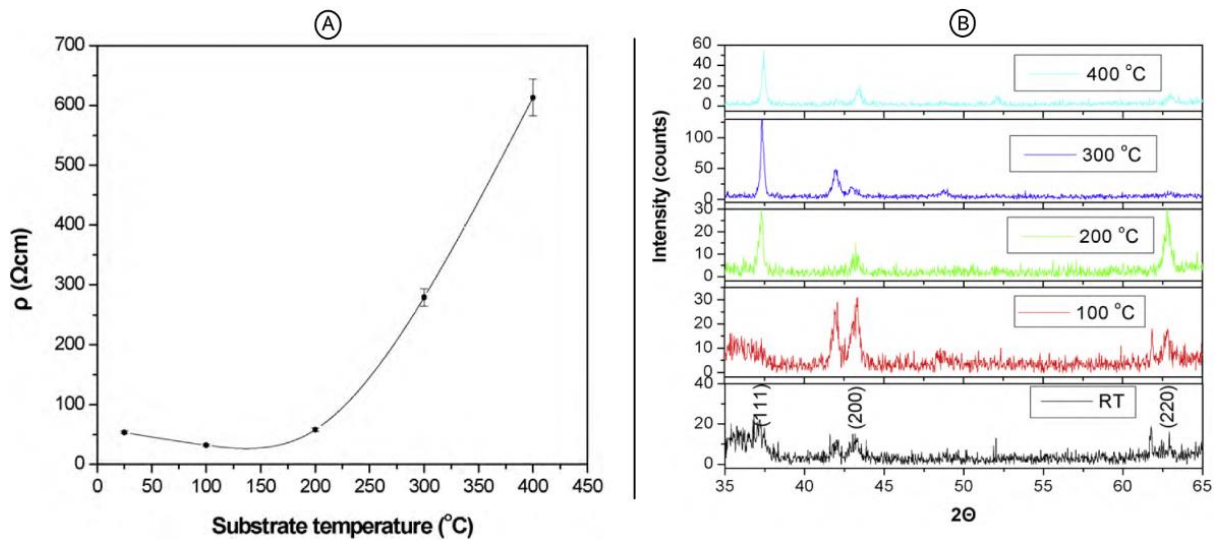 A
700
600
500
400
300
200
100
0
0 50 100 150 200 250 300 350 400 450
ρ (Ωcm)
Substrate temperature (°C)
B
Intensity (counts)
60
40
20
0
400 °C
100
50
0
300 °C
30
20
10
0
200 °C
30
20
10
0
100 °C
40
20
0
(111)
(200)
RT
(220)
35 40 45 50 55 60 65
2Θ